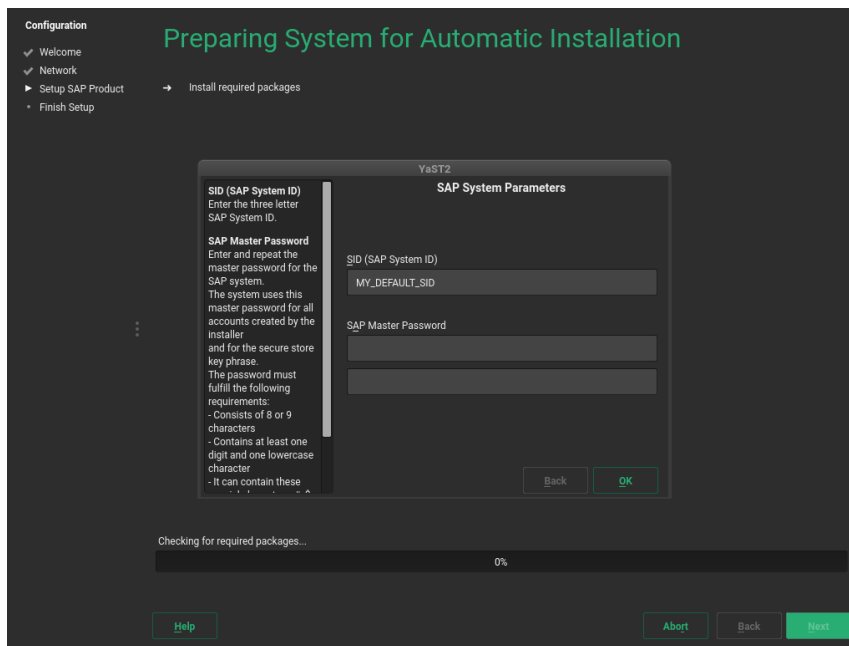 Configuration
Welcome
Network
Setup SAP Product
Finish Setup
Preparing System for Automatic Installation
Install required packages
YaST2
SID (SAP System ID)
Enter the three letter
SAP System ID.
SAP Master Password
Enter and repeat the
master password for the
SAP system.
The system uses this
master password for all
accounts created by the
installer
and for the secure store
key phrase.
The password must
fulfill the following
requirements:
- Consists of 8 or 9
characters
- Contains at least one
digit and one lowercase
character
- It can contain these
SAP System Parameters
SID (SAP System ID)
MY_DEFAULT_SID
SAP Master Password
Back
OK
Checking for required packages...
0%
Help
Abort
Back
Next